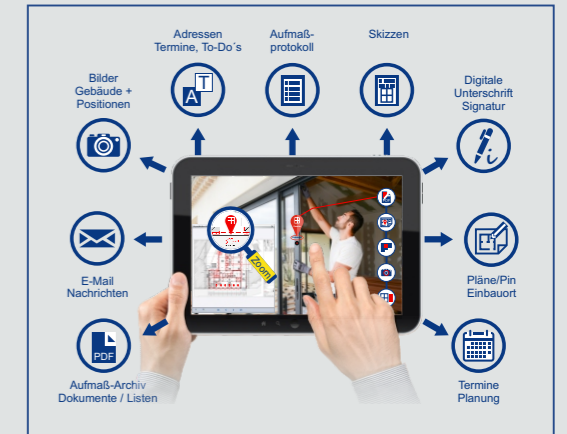 Adressen
Termine, To-Do´s
Aufmaß-
protokoll
Skizzen
Bilder
Gebäude +
Positionen
Digitale
Unterschrift
Signatur
A T
Zoom
E-Mail
Nachrichten
Pläne/Pin
Einbauort
PDF
Aufmaß-Archiv
Dokumente / Listen
Termine
Planung